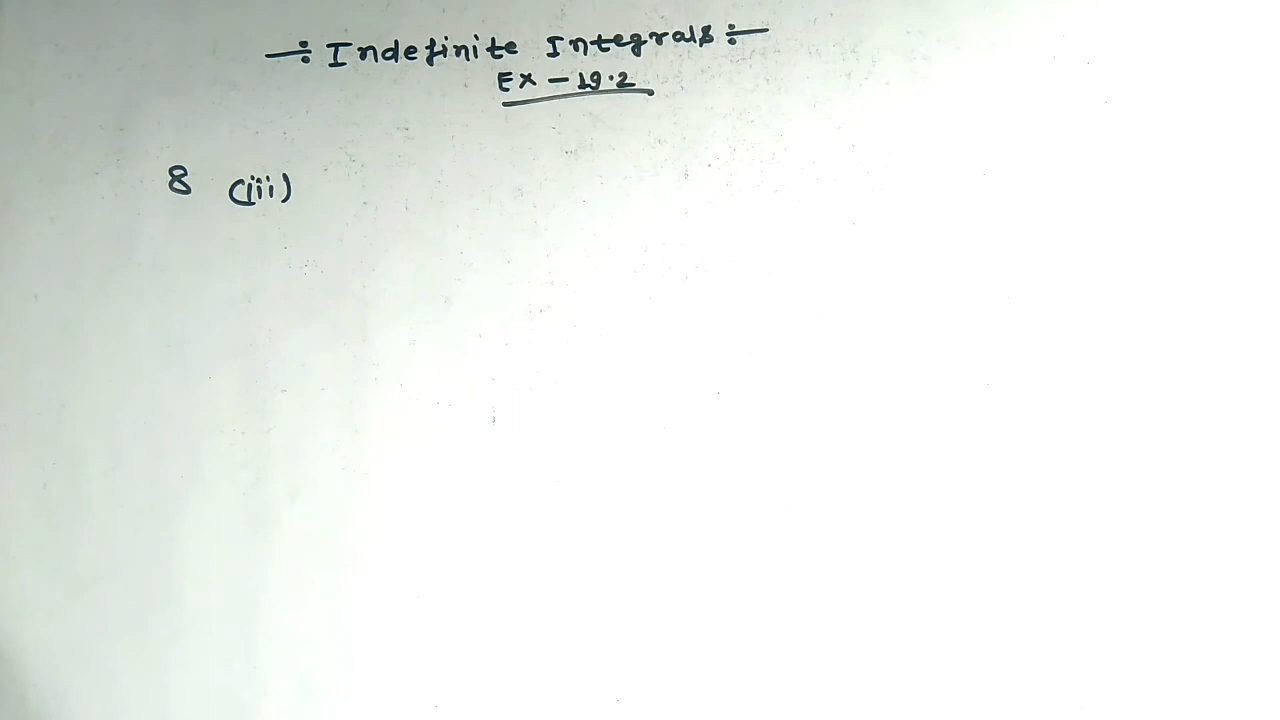 ÷ Indefinite Integrals ÷
Ex - 19.2
8 (iii)